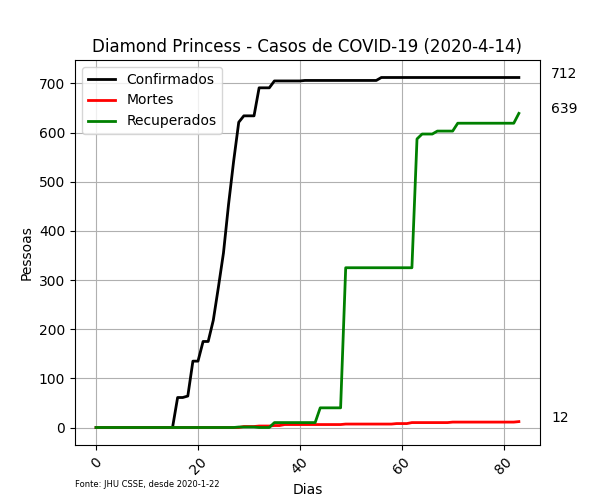 Diamond Princess - Casos de COVID-19 (2020-4-14)
Confirmados
Mortes
Recuperados
712
639
12
Pessoas
700
600
500
400
300
200
100
0
0
20
40
60
80
Dias
Fonte: JHU CSSE, desde 2020-1-22